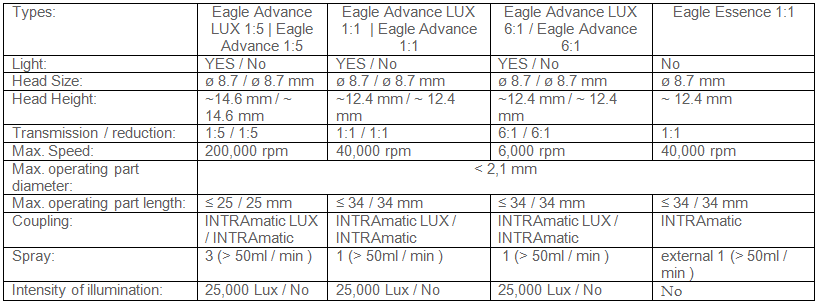 Types: Eagle Advance Eagle Advance LUX Eagle Advance LUX Eagle Essence 1:1
LUX 1:5 | Eagle 1:1 | Eagle Advance 6:1 / Eagle Advance
Advance 1:5 1:1 6:1
Light: YES / No YES / No YES / No No
Head Size: ø 8.7 / ø 8.7 mm ø 8.7 / ø 8.7 mm ø 8.7 / ø 8.7 mm ø 8.7 mm
Head Height: ~14.6 mm / ~ ~12.4 mm / ~ 12.4 ~12.4 mm / ~ 12.4 ~ 12.4 mm
14.6 mm mm mm
Transmission / reduction: 1:5 / 1:5 1:1 / 1:1 6:1 / 6:1 1:1
Max. Speed: 200,000 rpm 40,000 rpm 6,000 rpm 40,000 rpm
Max. operating part < 2,1 mm
diameter:
Max. operating part length: ≤ 25 / 25 mm ≤ 34 / 34 mm ≤ 34 / 34 mm ≤ 34 / 34 mm
Coupling: INTRAmatic LUX INTRAmatic LUX / INTRAmatic LUX / INTRAmatic
/ INTRAmatic INTRAmatic INTRAmatic
Spray: 3 (> 50ml / min ) 1 (> 50ml / min ) 1 (> 50ml / min ) external 1 (> 50ml /
min )
Intensity of illumination: 25,000 Lux / No 25,000 Lux / No 25,000 Lux / No No